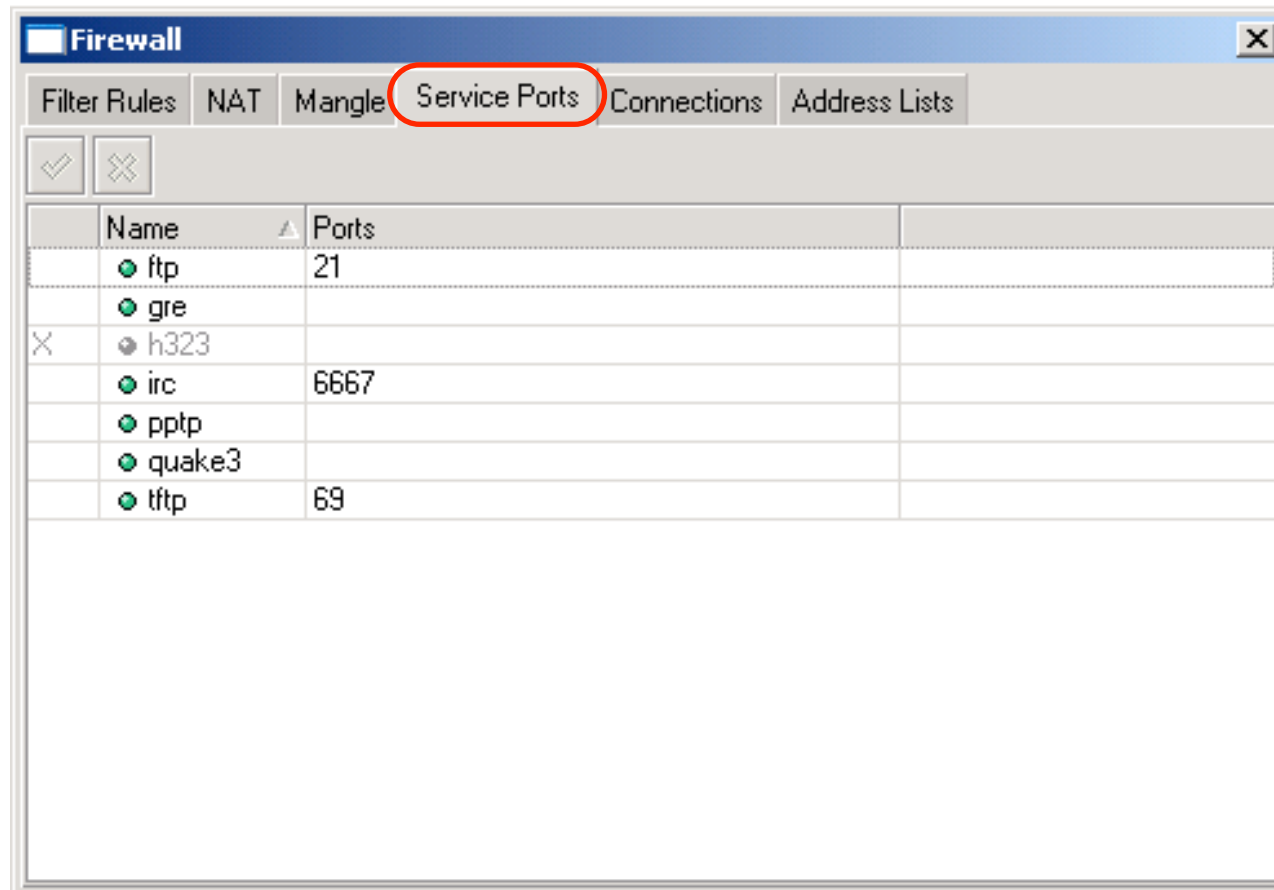 Firewall
Filter Rules NAT Mangle Service Ports Connections Address Lists
Name Ports
ftp 21
gre
X h323
irc 6667
pptp
quake3
tftp 69